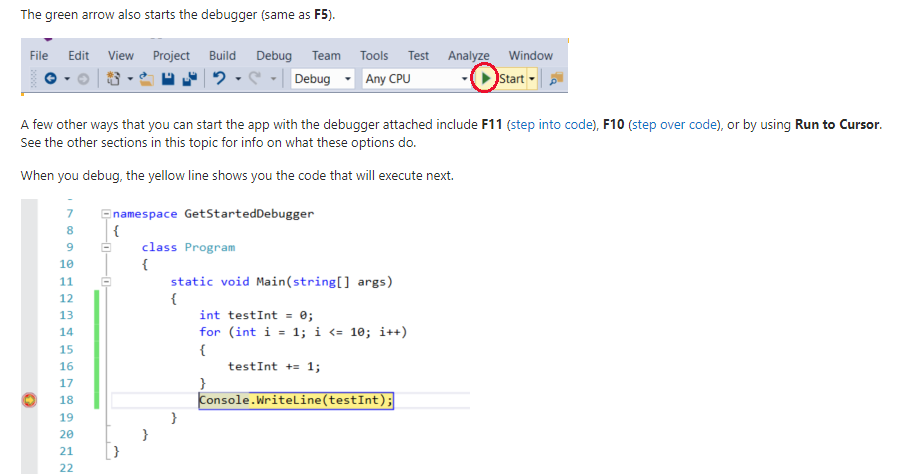 The green arrow also starts the debugger (same as F5).
File Edit View Project Build Debug Team Tools Test Analyze Window
Debug Any CPU Start
A few other ways that you can start the app with the debugger attached include F11 (step into code), F10 (step over code), or by using Run to Cursor.
See the other sections in this topic for info on what these options do.
When you debug, the yellow line shows you the code that will execute next.
7 namespace GetStartedDebugger
8 {
9 class Program
10 {
11 static void Main(string[] args)
12 {
13 int testInt = 0;
14 for (int i = 1; i <= 10; i++)
15 {
16 testInt += 1;
17 }
18 Console.WriteLine(testInt);
19 }
20 }
21 }
22